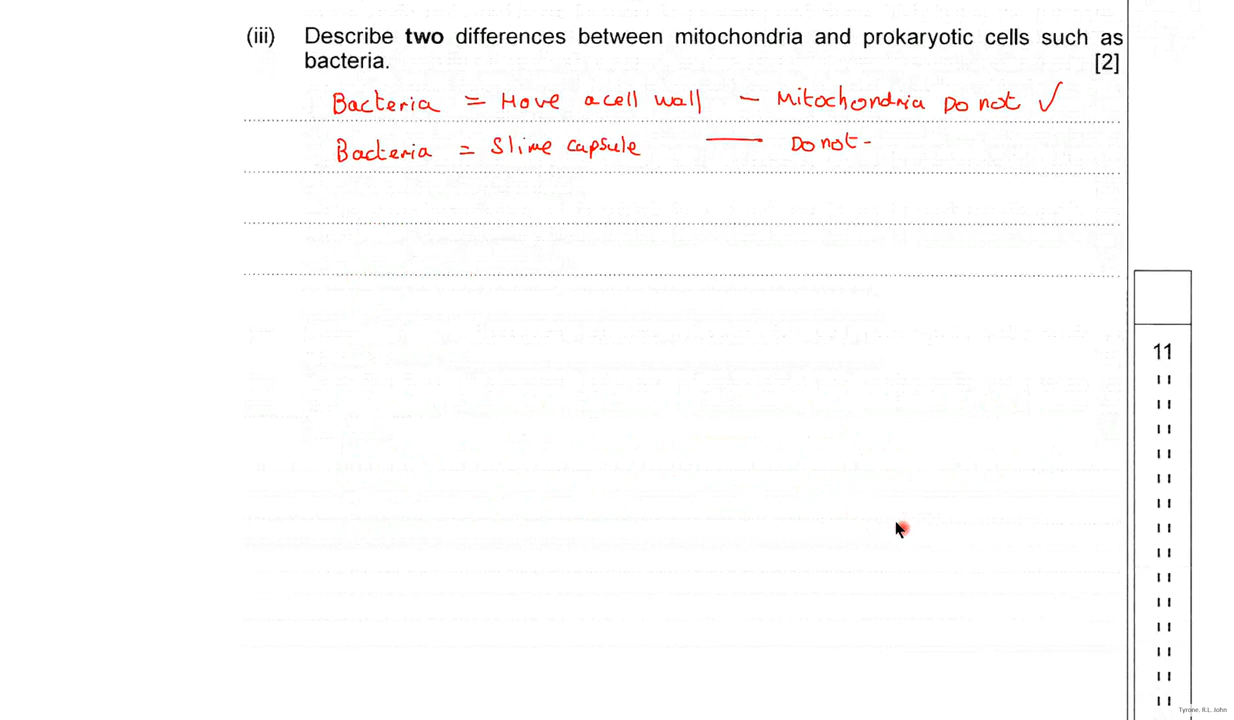 (iii) Describe two differences between mitochondria and prokaryotic cells such as
bacteria. [2]
Bacteria = Have a cell wall – Mitochondria Do not ✓
Bacteria = Slime capsule — Do not -
11
Tyrone. R.L. John